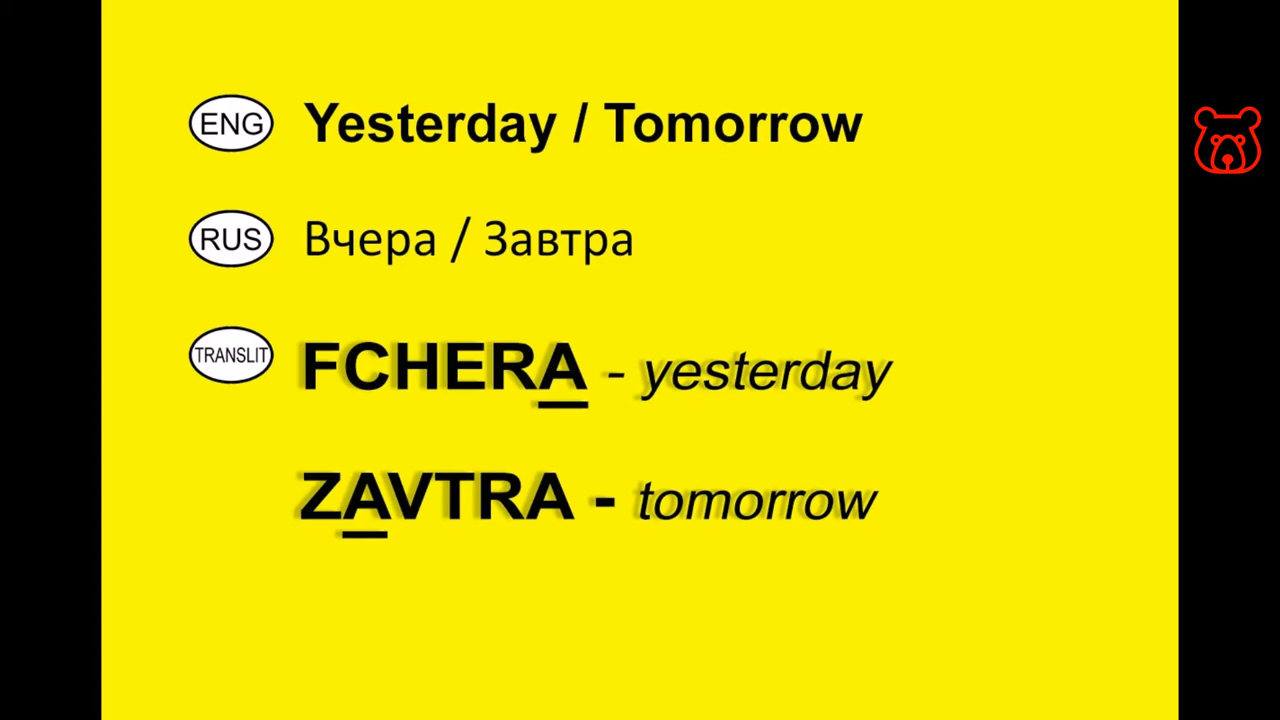 ENG Yesterday / Tomorrow
RUS Вчера / Завтра
TRANSLIT FCHERA - yesterday
ZAVTRA - tomorrow